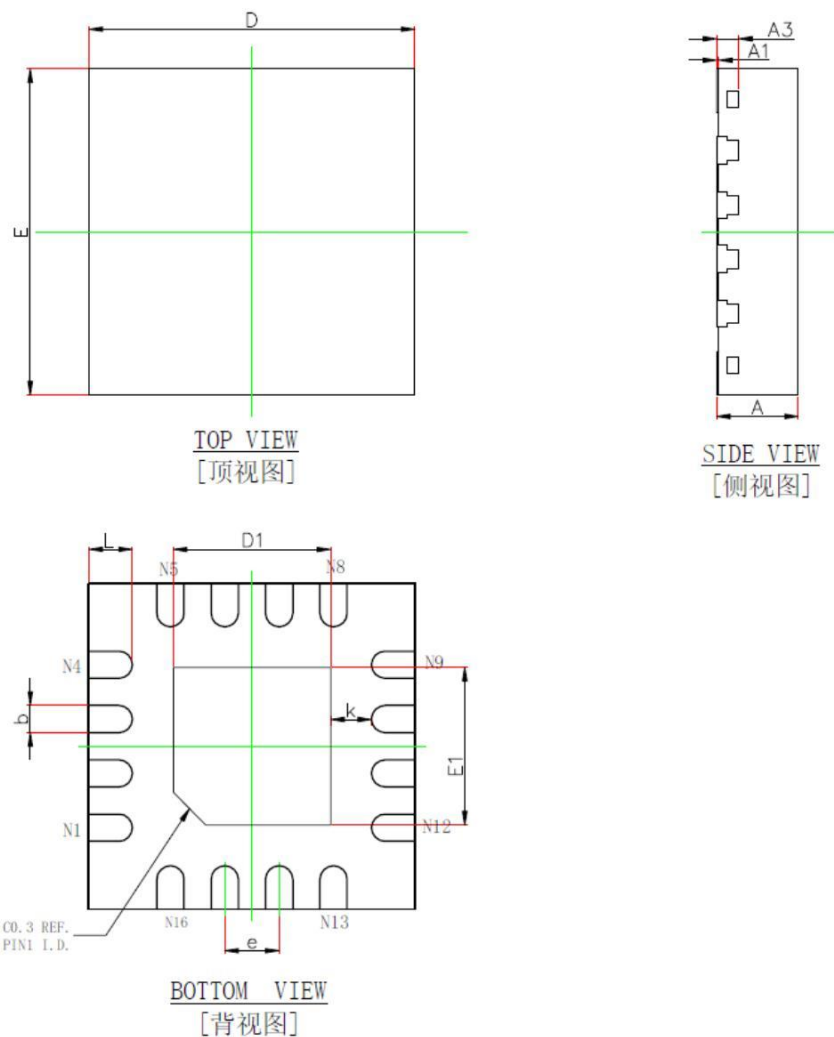 D
E
TOP VIEW
[顶视图]
A3
A1
A
SIDE VIEW
[侧视图]
L
D1
N5
N8
N4
N9
b
k
E1
N1
N12
C0.3 REF.
PIN1 I.D.
N16
N13
e
BOTTOM VIEW
[背视图]